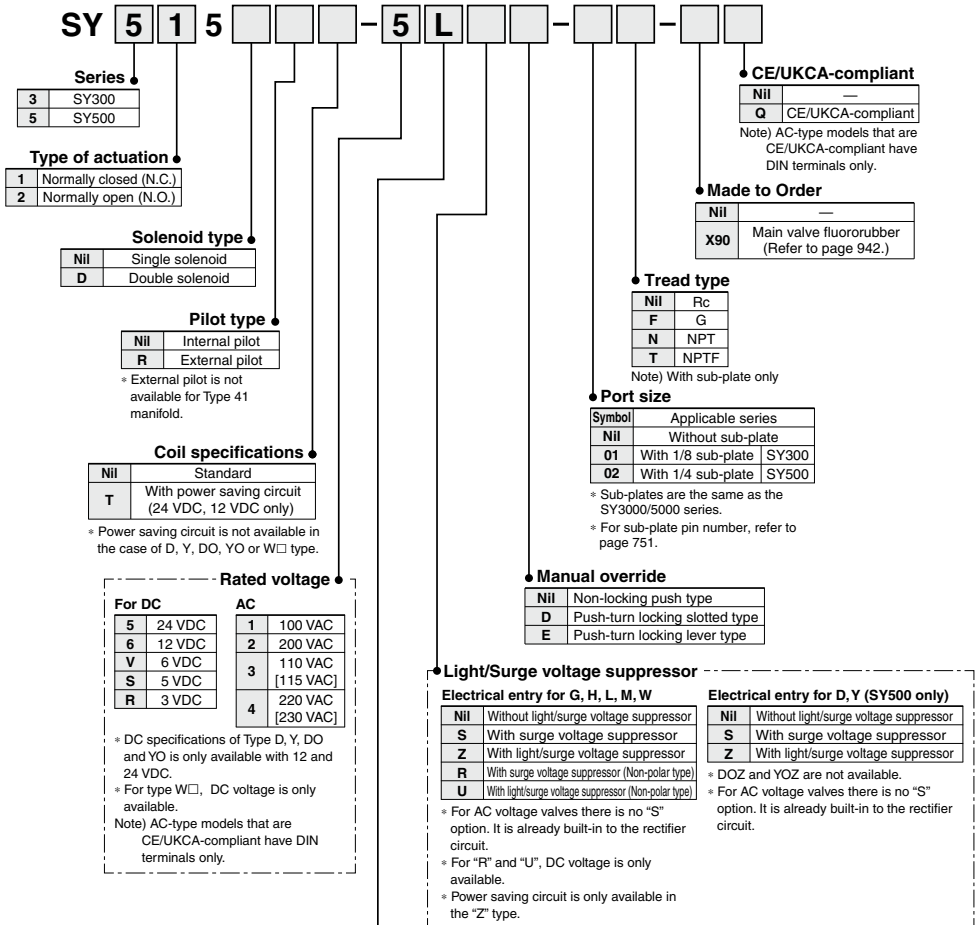 SY 5 1 5 – 5 L – –
Series
3 SY300
5 SY500
Type of actuation
1 Normally closed (N.C.)
2 Normally open (N.O.)
Solenoid type
Nil Single solenoid
D Double solenoid
Pilot type
Nil Internal pilot
R External pilot
∗ External pilot is not
available for Type 41
manifold.
Coil specifications
Nil Standard
T With power saving circuit
(24 VDC, 12 VDC only)
∗ Power saving circuit is not available in
the case of D, Y, DO, YO or W□ type.
Rated voltage
For DC
5 24 VDC
6 12 VDC
V 6 VDC
S 5 VDC
R 3 VDC
AC
1 100 VAC
2 200 VAC
3 110 VAC
[115 VAC]
4 220 VAC
[230 VAC]
∗ DC specifications of Type D, Y, DO
and YO is only available with 12 and
24 VDC.
∗ For type W□, DC voltage is only
available.
Note) AC-type models that are
CE/UKCA-compliant have DIN
terminals only.
CE/UKCA-compliant
Nil —
Q CE/UKCA-compliant
Note) AC-type models that are
CE/UKCA-compliant have
DIN terminals only.
Made to Order
Nil —
X90 Main valve fluororubber
(Refer to page 942.)
Tread type
Nil Rc
F G
N NPT
T NPTF
Note) With sub-plate only
Port size
Symbol Applicable series
Nil Without sub-plate
01 With 1/8 sub-plate SY300
02 With 1/4 sub-plate SY500
∗ Sub-plates are the same as the
SY3000/5000 series.
∗ For sub-plate pin number, refer to
page 751.
Manual override
Nil Non-locking push type
D Push-turn locking slotted type
E Push-turn locking lever type
Light/Surge voltage suppressor
Electrical entry for G, H, L, M, W
Nil Without light/surge voltage suppressor
S With surge voltage suppressor
Z With light/surge voltage suppressor
R With surge voltage suppressor (Non-polar type)
U With light/surge voltage suppressor (Non-polar type)
∗ For AC voltage valves there is no “S”
option. It is already built-in to the rectifier
circuit.
∗ For “R” and “U”, DC voltage is only
available.
∗ Power saving circuit is only available in
the “Z” type.
Electrical entry for D, Y (SY500 only)
Nil Without light/surge voltage suppressor
S With surge voltage suppressor
Z With light/surge voltage suppressor
∗ DOZ and YOZ are not available.
∗ For AC voltage valves there is no “S”
option. It is already built-in to the rectifier
circuit.